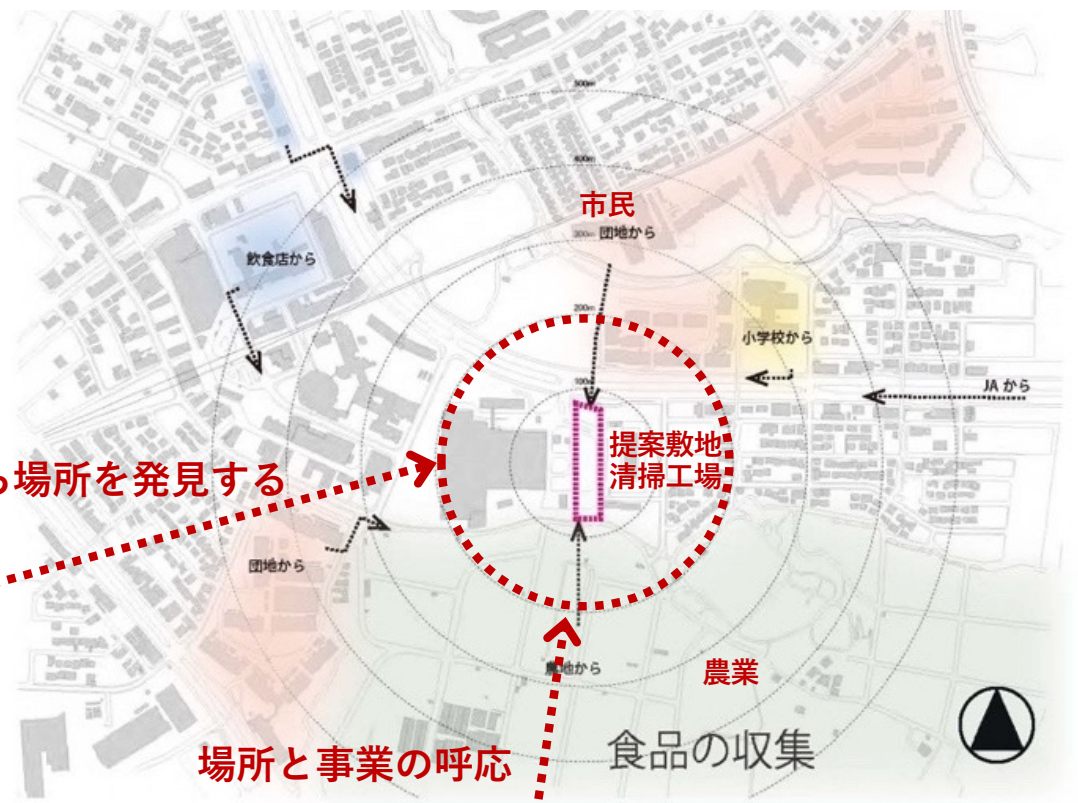 500m
400m
市民
300m 団地から
飲食店から
200m
小学校から
100m
JAから
提案敷地
清掃工場
場所を発見する
団地から
農地から
農業
場所と事業の呼応
食品の収集